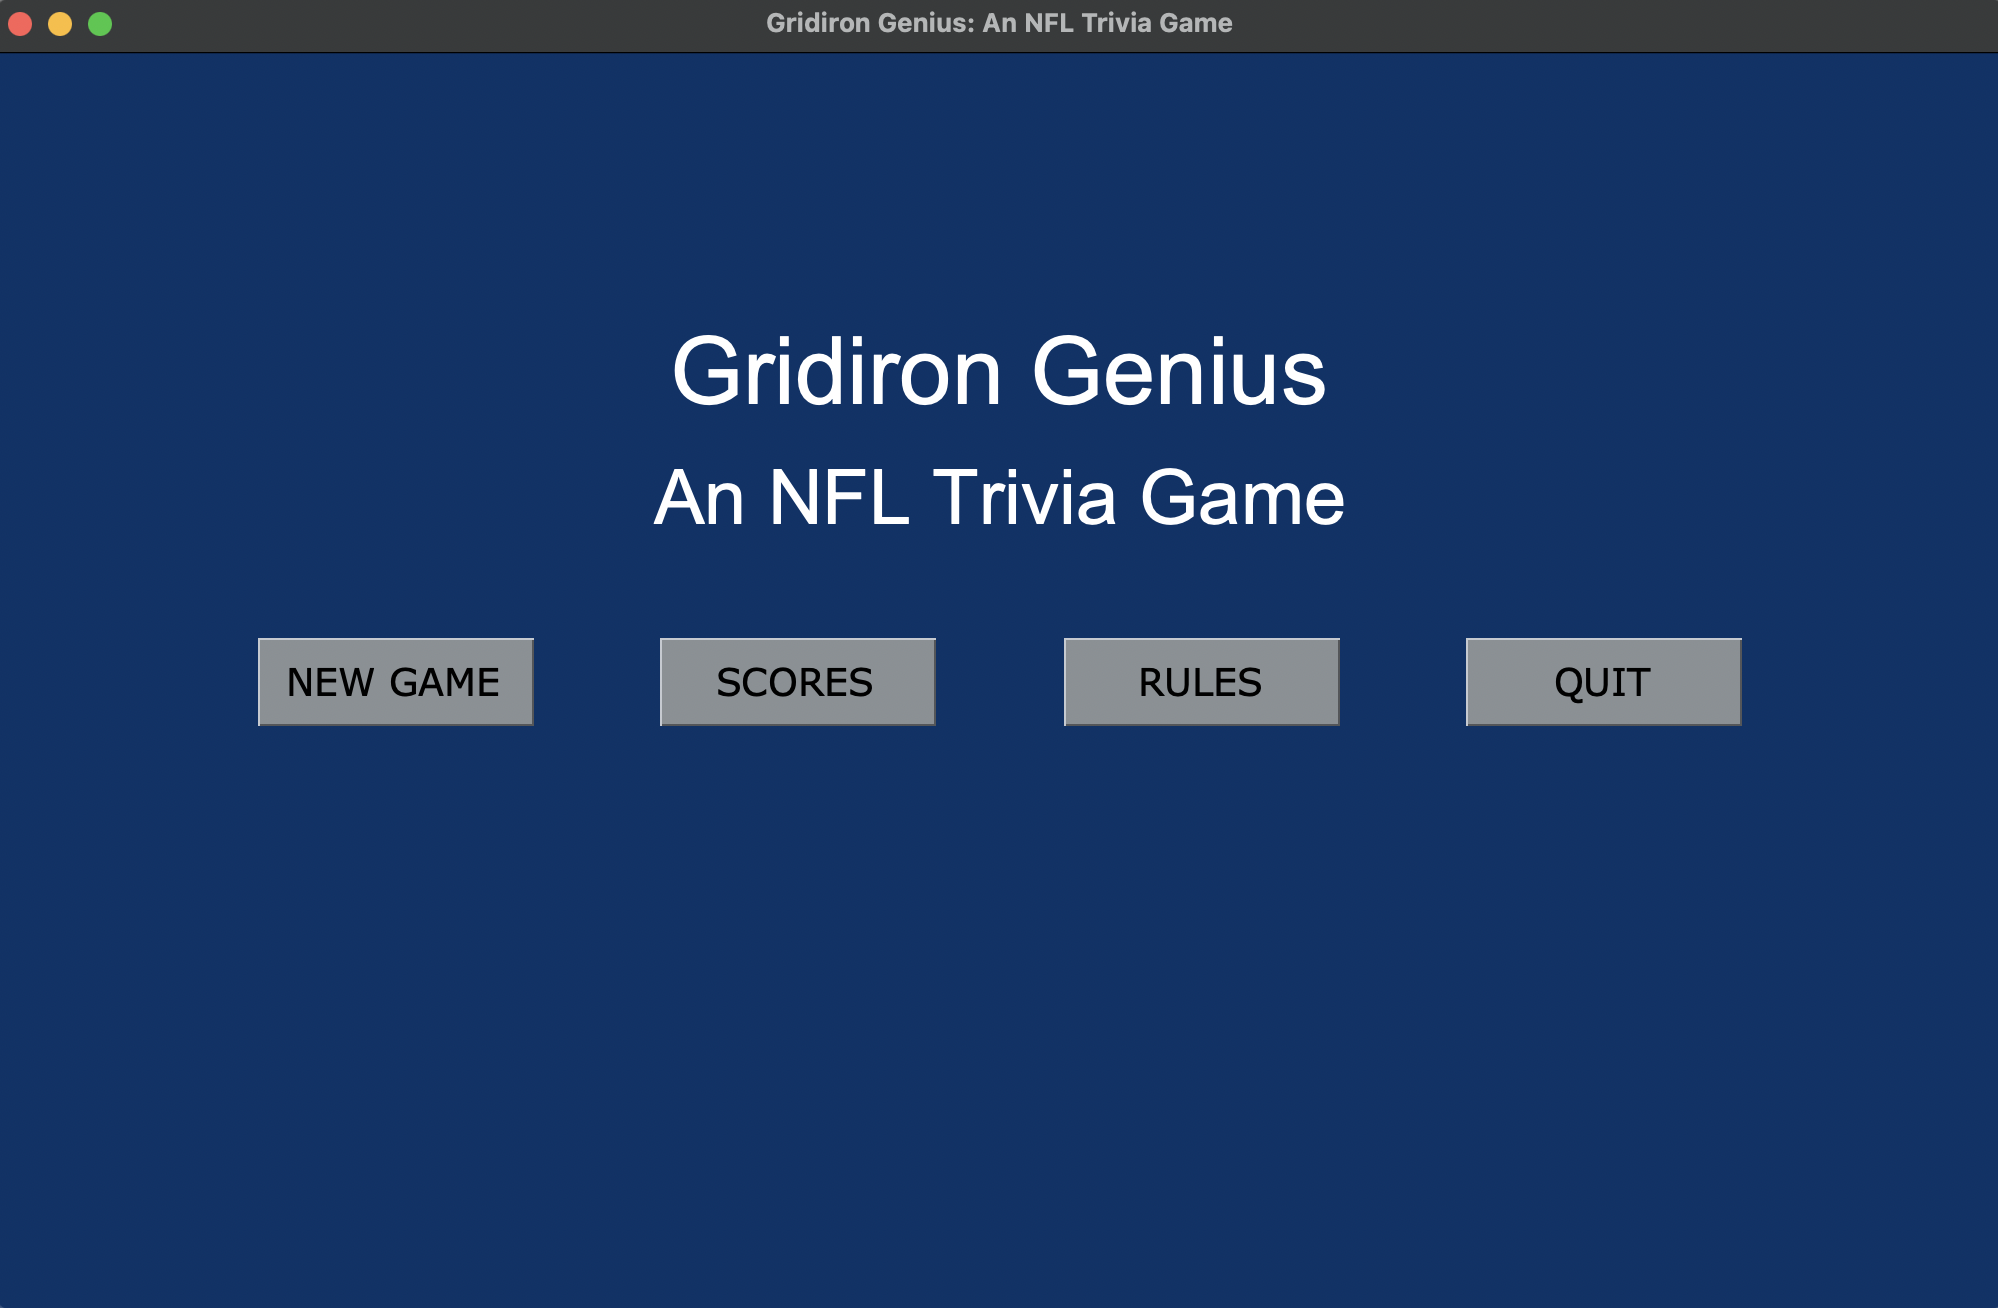 Gridiron Genius: An NFL Trivia Game
Gridiron Genius
An NFL Trivia Game
NEW GAME SCORES RULES QUIT